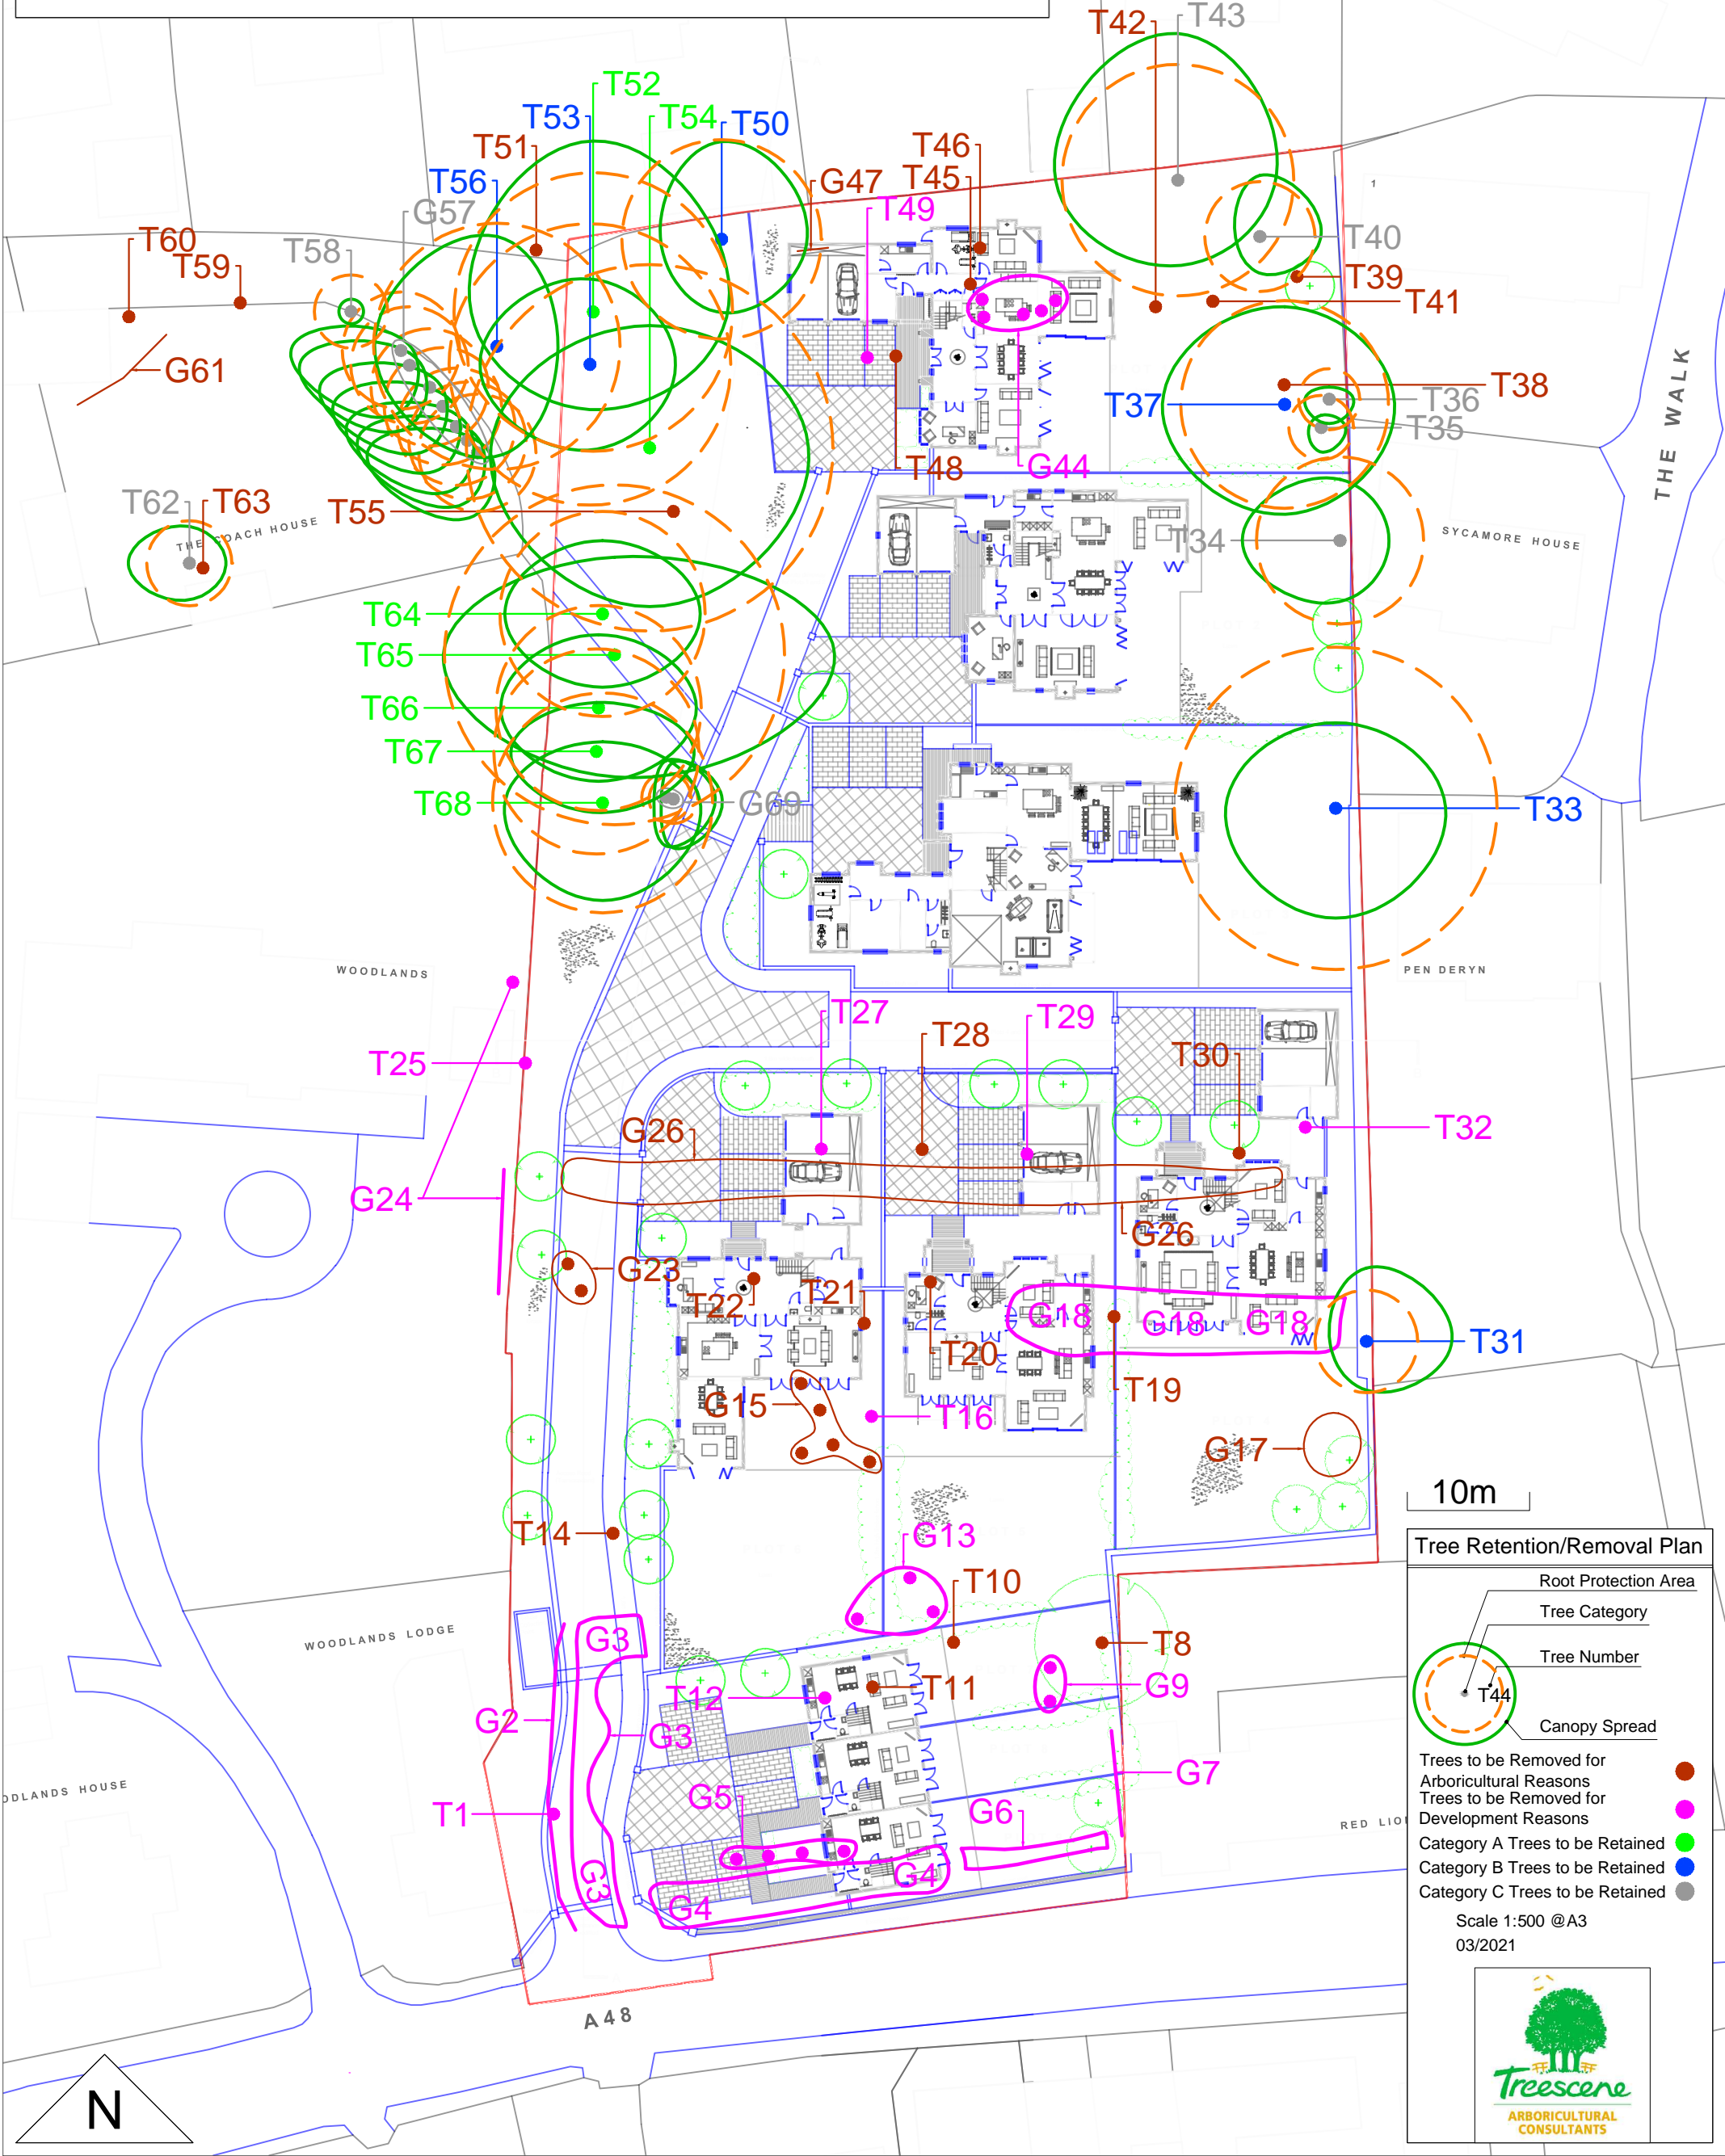 T43
T42
T52
T53
T54
T50
T51
T46
T45
G47
T56
T49
G57
T60
T58
T59
T40
T39
T41
1
G61
T38
T37
T36
T35
THE WALK
T48
G44
T62
T63
T55
THE COACH HOUSE
T34
SYCAMORE HOUSE
T64
T65
T66
T67
T68
G69
T33
WOODLANDS
PEN DERYN
T27
T28
T29
T25
T30
G26
T32
G24
G26
G23
T22
T21
G18
G18
G18
T31
T20
T19
G15
T16
G17
10m
T14
G13
Tree Retention/Removal Plan
Root Protection Area
Tree Category
Tree Number
T44
Canopy Spread
Trees to be Removed for
Arboricultural Reasons
Trees to be Removed for
Development Reasons
Category A Trees to be Retained
Category B Trees to be Retained
Category C Trees to be Retained
Scale 1:500 @A3
03/2021
Treescene
ARBORICULTURAL
CONSULTANTS
T10
WOODLANDS LODGE
G3
T8
T12
T11
G9
G2
G3
G7
ODLANDS HOUSE
T1
G5
G6
RED LIO
G3
G4
G4
A48
N